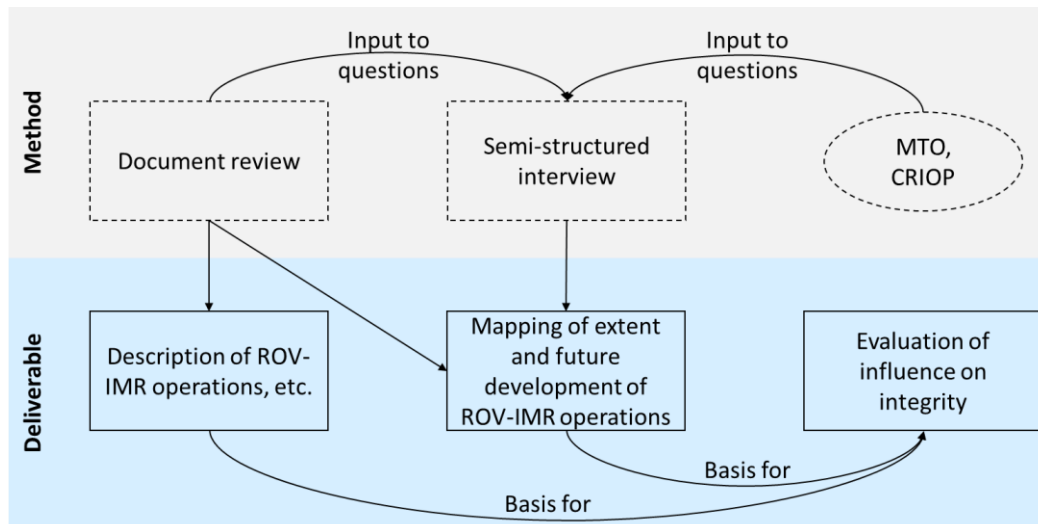 Input to
questions
Input to
questions
Method
Document review
Semi-structured
interview
MTO,
CRIOP
Deliverable
Description of ROV-
IMR operations, etc.
Mapping of extent
and future
development of
ROV-IMR operations
Evaluation of
influence on
integrity
Basis for
Basis for